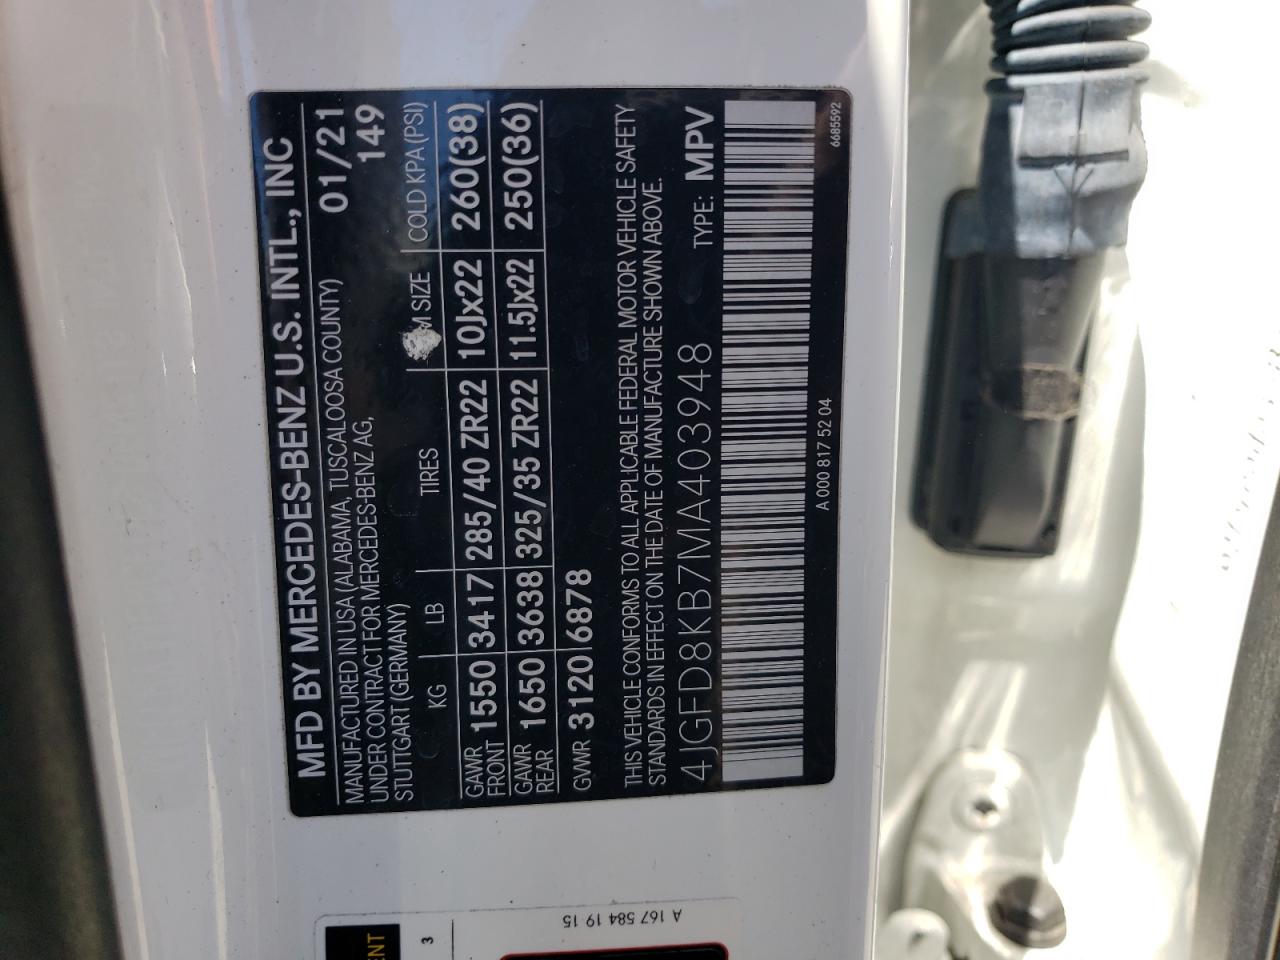 MFD BY MERCEDES-BENZ U.S. INTL., INC
MANUFACTURED IN USA (ALABAMA, TUSCALOOSA COUNTY) 01/21
UNDER CONTRACT FOR MERCEDES-BENZ AG, 149
STUTTGART (GERMANY)
KG LB TIRES SIZE COLD KPA (PSI)
GAWR FRONT 1550 3417 285/40 ZR22 10Jx22 260(38)
GAWR REAR 1650 3638 325/35 ZR22 11.5Jx22 250(36)
GVWR 3120 6878
THIS VEHICLE CONFORMS TO ALL APPLICABLE FEDERAL MOTOR VEHICLE SAFETY
STANDARDS IN EFFECT ON THE DATE OF MANUFACTURE SHOWN ABOVE.
4JGFD8KB7MA403948 TYPE: MPV
A 000 817 52 04 6685592
A 167 584 19 15
3